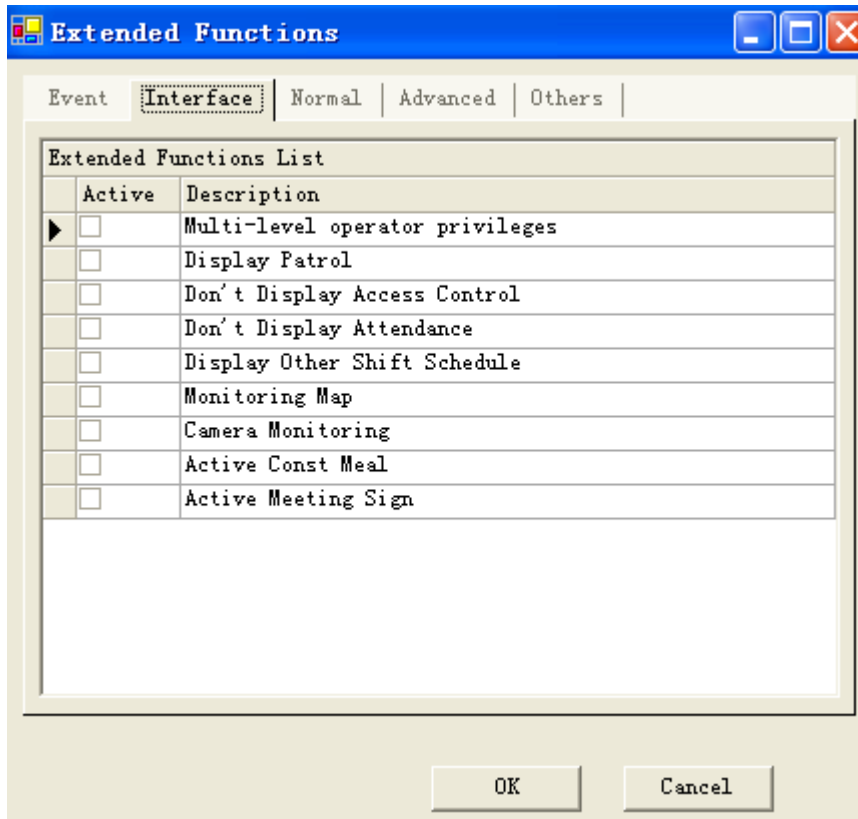 Extended Functions
Event Interface Normal Advanced Others
Extended Functions List
Active Description
Multi-level operator privileges
Display Patrol
Don't Display Access Control
Don't Display Attendance
Display Other Shift Schedule
Monitoring Map
Camera Monitoring
Active Const Meal
Active Meeting Sign
OK Cancel